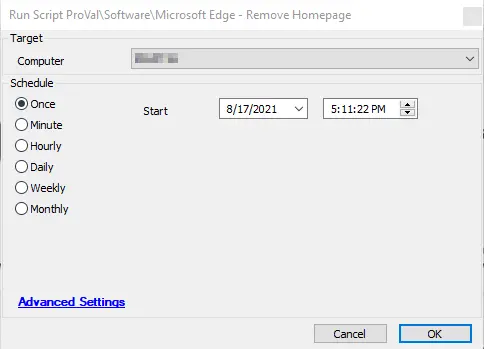 Run Script ProVal\Software\Microsoft Edge - Remove Homepage
Target
Computer
Schedule
Once
Start
8/17/2021
5:11:22 PM
Minute
Hourly
Daily
Weekly
Monthly
Advanced Settings
Cancel
OK